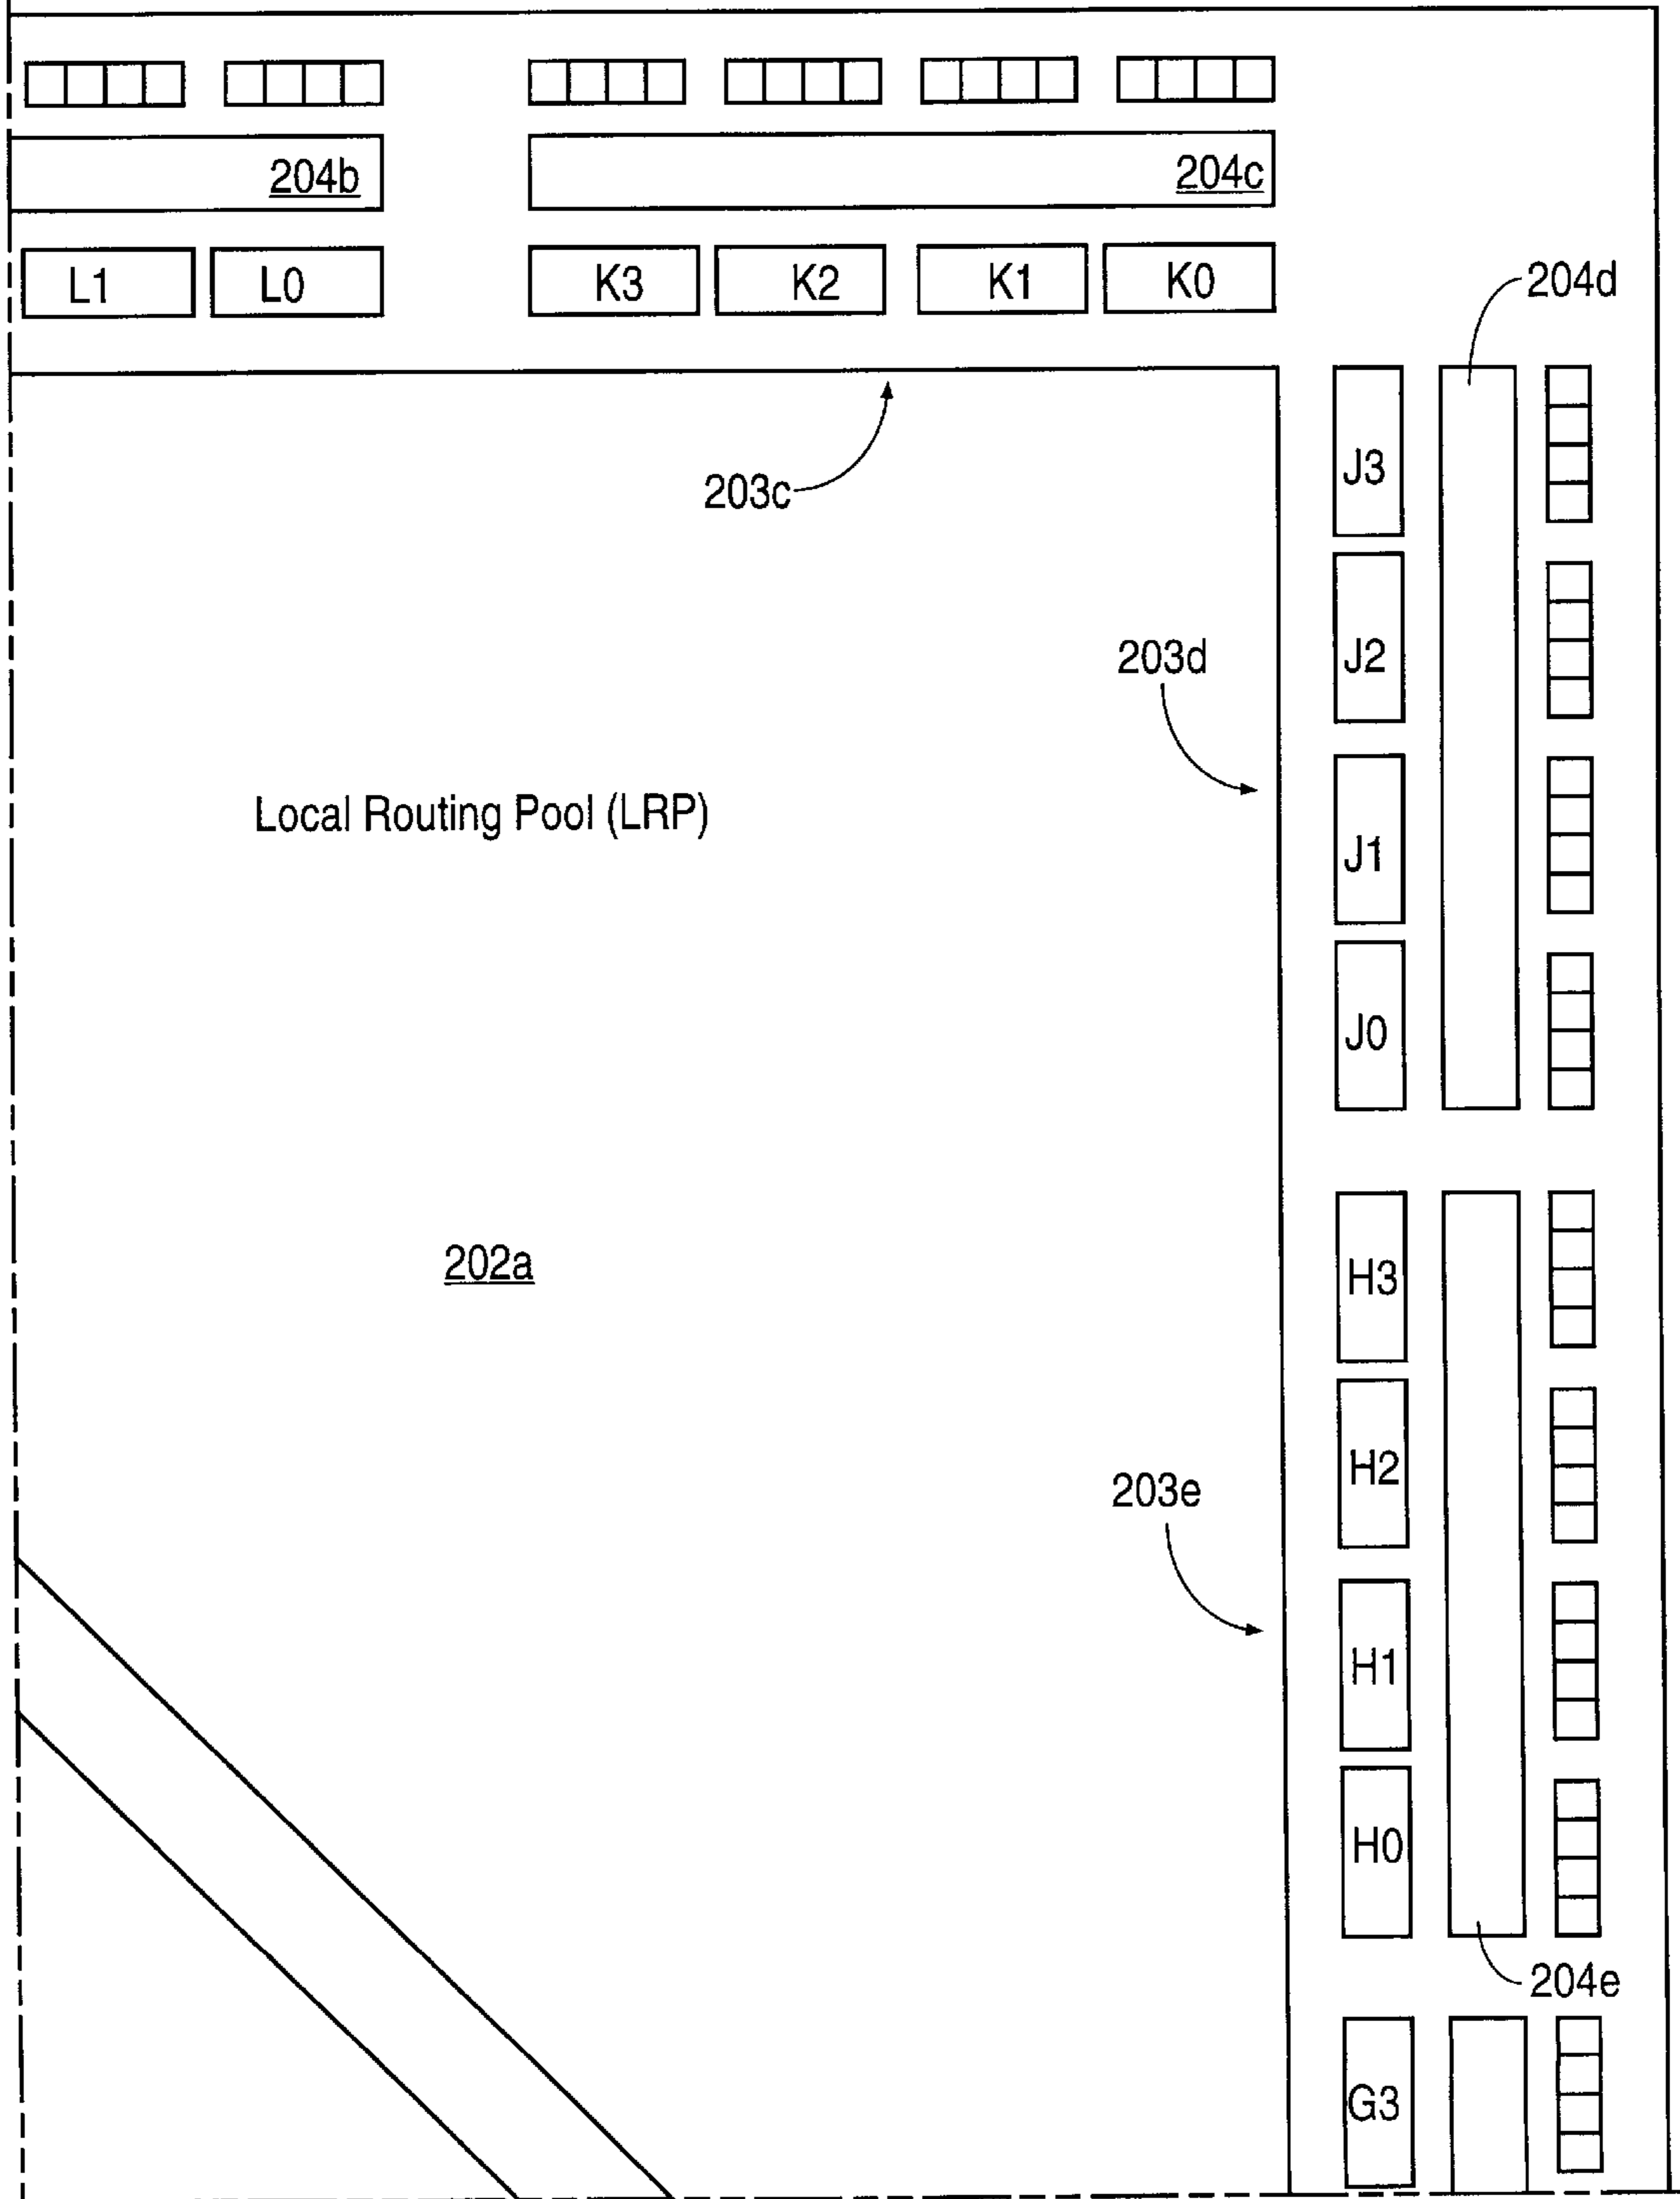 204b
204c
L1
L0
K3
K2
K1
K0
204d
203c
J3
203d
J2
Local Routing Pool (LRP)
J1
J0
202a
H3
203e
H2
H1
H0
204e
G3